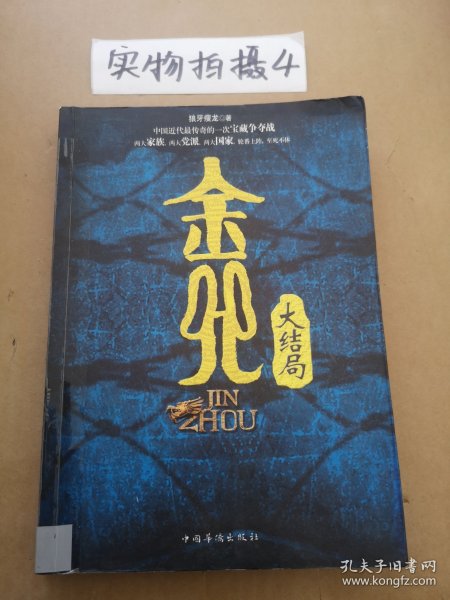 实物拍摄4
狼牙瘦龙◎著
中国近代最传奇的一次宝藏争夺战
两大家族，两大党派，两大国家，轮番上阵，至死不休
金咒
大结局
JIN
ZHOU
中国华侨出版社
孔夫子旧书网
www.kongfz.com